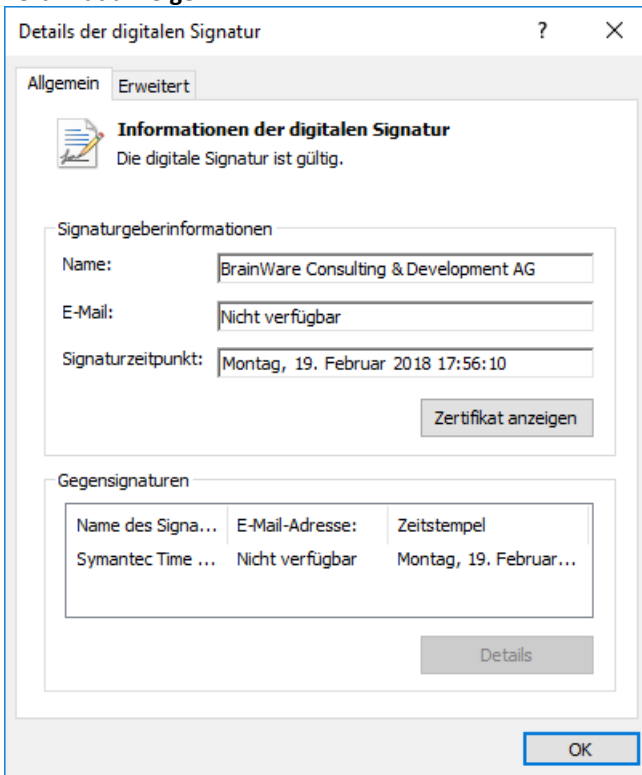 Details der digitalen Signatur ?
Allgemein Erweitert
Informationen der digitalen Signatur
Die digitale Signatur ist gültig.
Signaturgeberinformationen
Name: BrainWare Consulting & Development AG
E-Mail: Nicht verfügbar
Signaturzeitpunkt: Montag, 19. Februar 2018 17:56:10
Zertifikat anzeigen
Gegensignaturen
Name des Signa... E-Mail-Adresse: Zeitstempel
Symantec Time ... Nicht verfügbar Montag, 19. Februar...
Details
OK